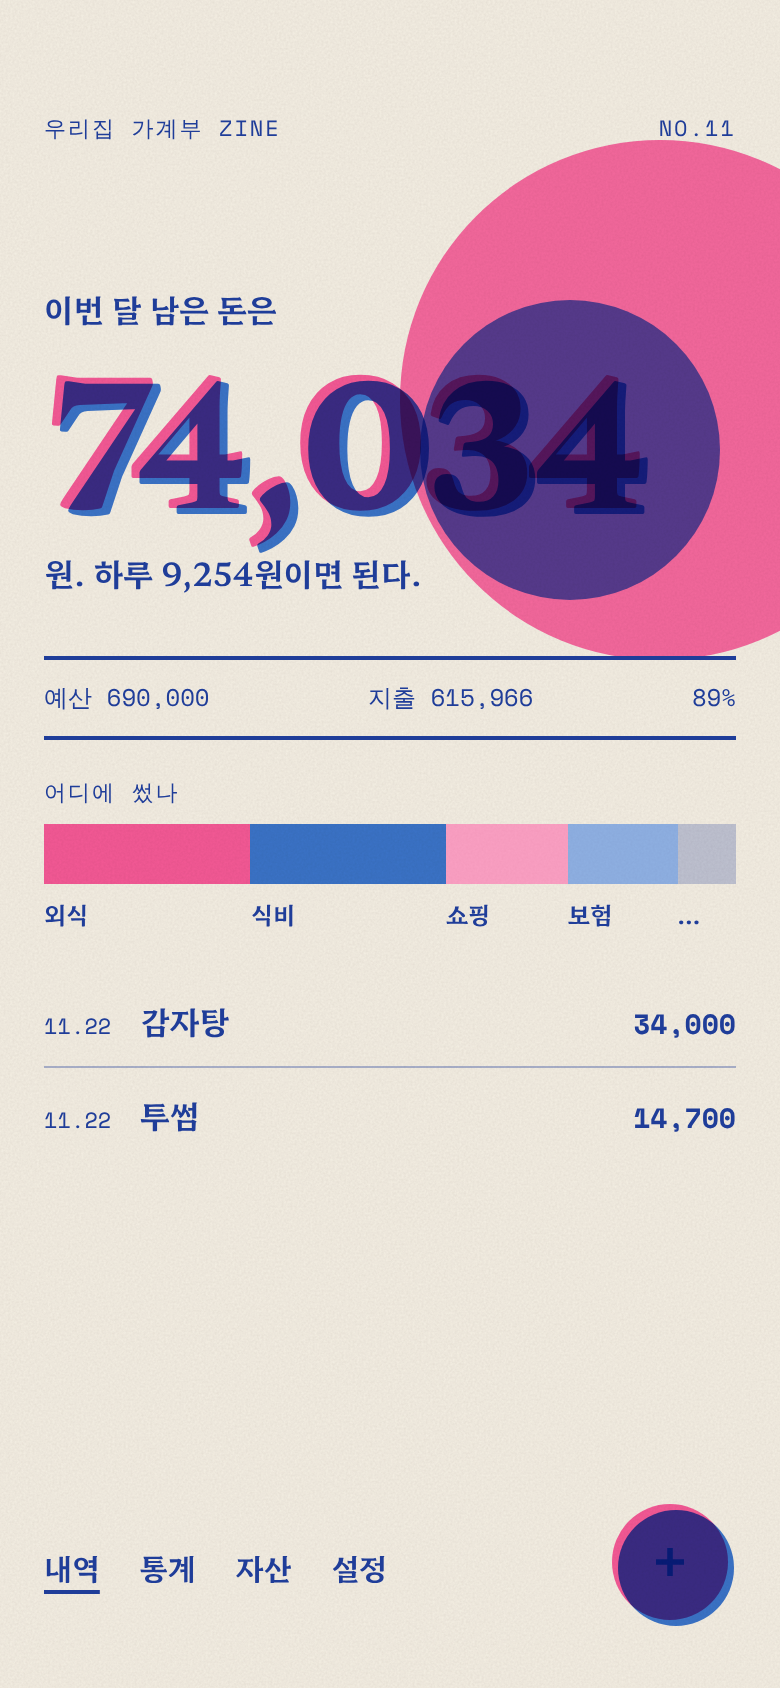 우리집 가계부 ZINE NO.11
이번 달 남은 돈은
74,034
원. 하루 9,254원이면 된다.
예산 690,000 지출 615,966 89%
어디에 썼나
외식 식비 쇼핑 보험 ...
11.22 감자탕 34,000
11.22 투썸 14,700
내역 통계 자산 설정 +